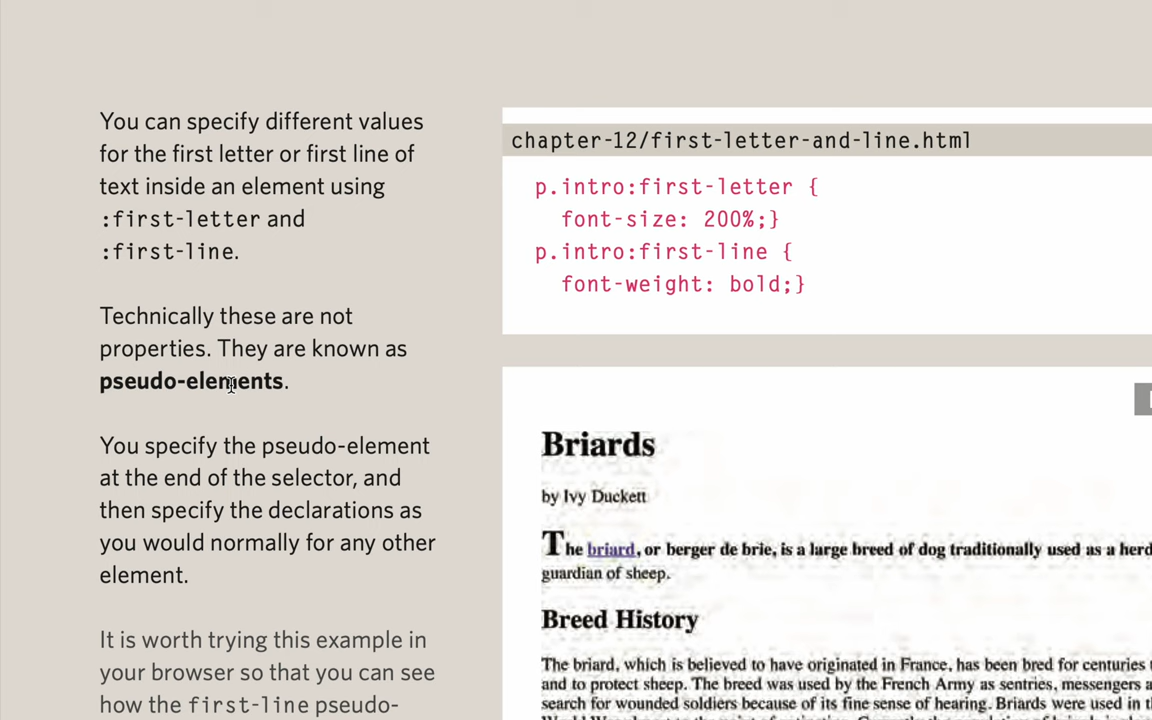 You can specify different values
for the first letter or first line of
text inside an element using
:first-letter and
:first-line.
Technically these are not
properties. They are known as
pseudo-elements.
You specify the pseudo-element
at the end of the selector, and
then specify the declarations as
you would normally for any other
element.
It is worth trying this example in
your browser so that you can see
how the first-line pseudo-
chapter-12/first-letter-and-line.html
p.intro:first-letter {
font-size: 200%;}
p.intro:first-line {
font-weight: bold;}
Briards
by Ivy Duckett
The briard, or berger de brie, is a large breed of dog traditionally used as a herd
guardian of sheep.
Breed History
The briard, which is believed to have originated in France, has been bred for centuries
and to protect sheep. The breed was used by the French Army as sentries, messengers
search for wounded soldiers because of its fine sense of hearing. Briards were used in